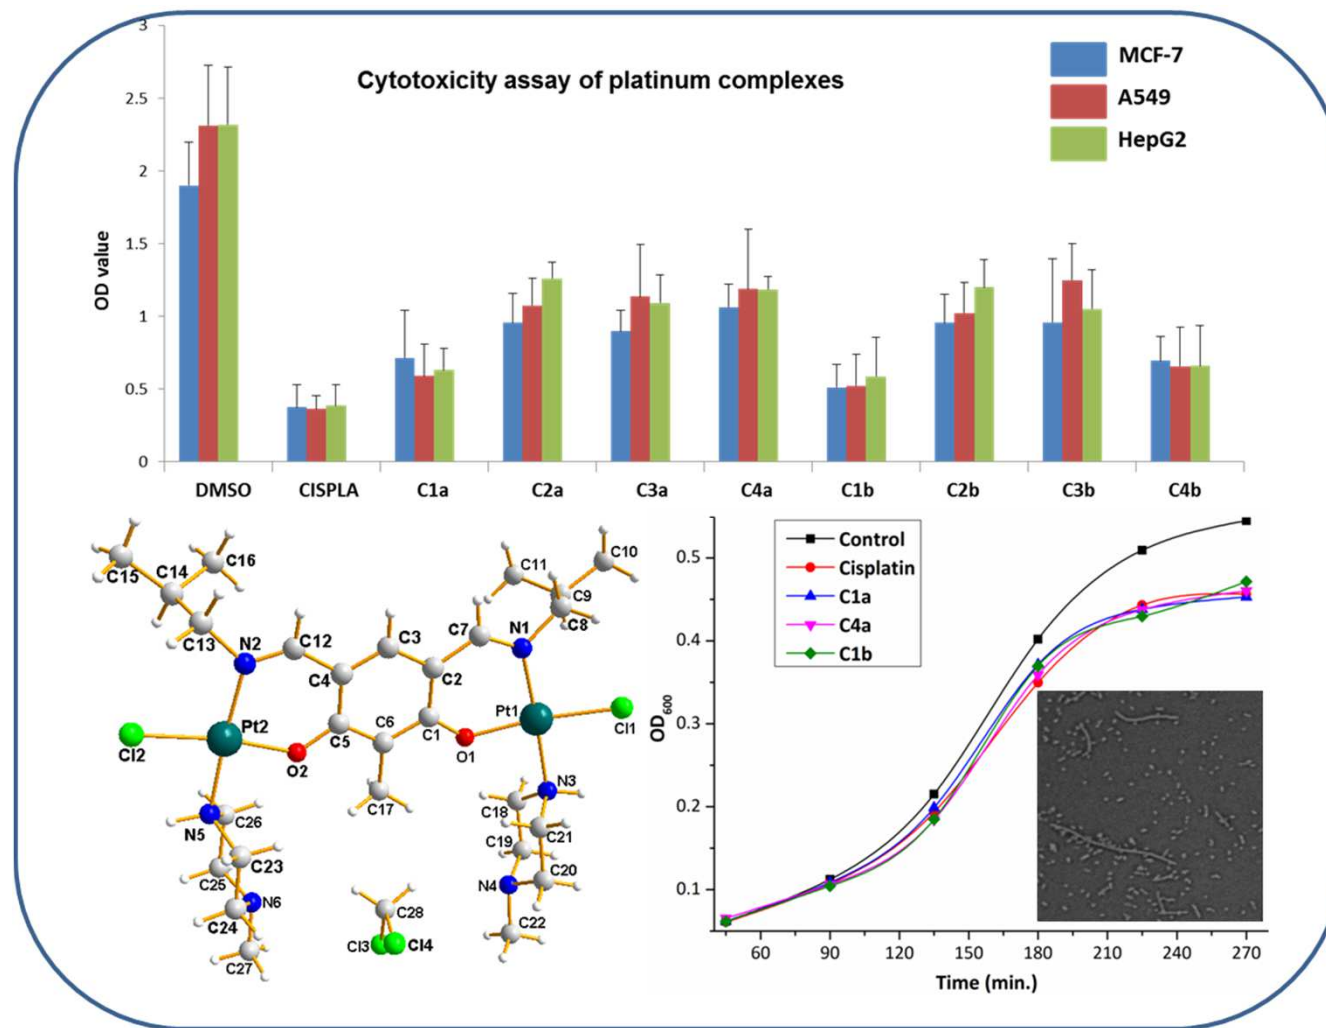 Cytotoxicity assay of platinum complexes
MCF-7
A549
HepG2
OD value
3
2.5
2
1.5
1
0.5
0
DMSO CISPLA C1a C2a C3a C4a C1b C2b C3b C4b
C15
C16
C14
C13
N2
C12
C4
C3
C11
C10
C9
C8
C7
N1
C2
Pt2
Cl2
O2
C5
C6
C1
O1
Pt1
Cl1
C17
N5
C26
C23
C25
N6
C24
C27
C18
N3
C21
C19
C20
N4
C22
C28
Cl3
Cl4
Control
Cisplatin
C1a
C4a
C1b
OD600
0.5
0.4
0.3
0.2
0.1
60 90 120 150 180 210 240 270
Time (min.)